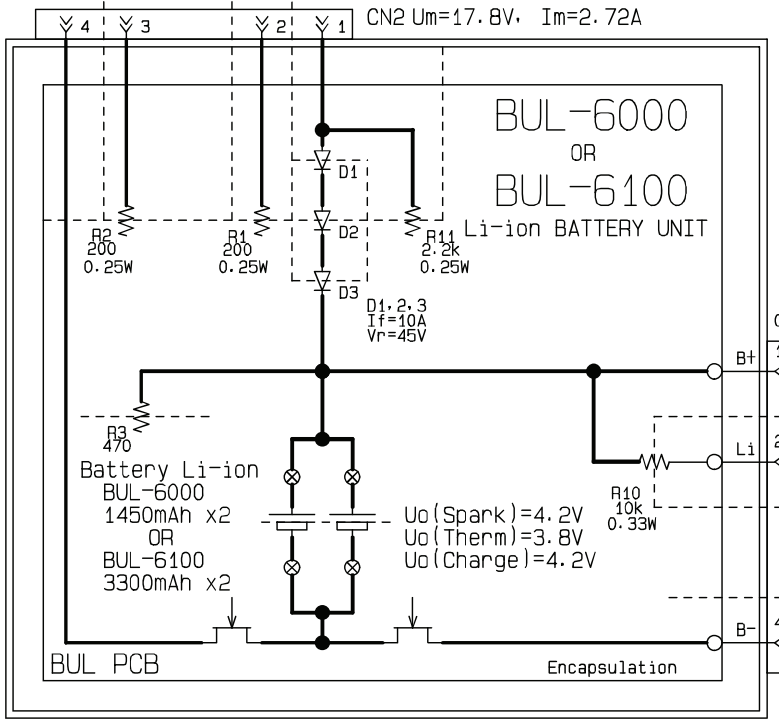 CN2 Um=17.8V, Im=2.72A
4
3
2
1
BUL-6000
OR
BUL-6100
Li-ion BATTERY UNIT
D1
D2
D3
R2
200
0.25W
R1
200
0.25W
R11
2.2k
0.25W
D1,2,3
If=10A
Vr=45V
B+
R3
470
Li
Battery Li-ion
BUL-6000
1450mAh x2
OR
BUL-6100
3300mAh x2
Uo(Spark)=4.2V
Uo(Therm)=3.8V
Uo(Charge)=4.2V
R10
10k
0.33W
B-
BUL PCB
Encapsulation